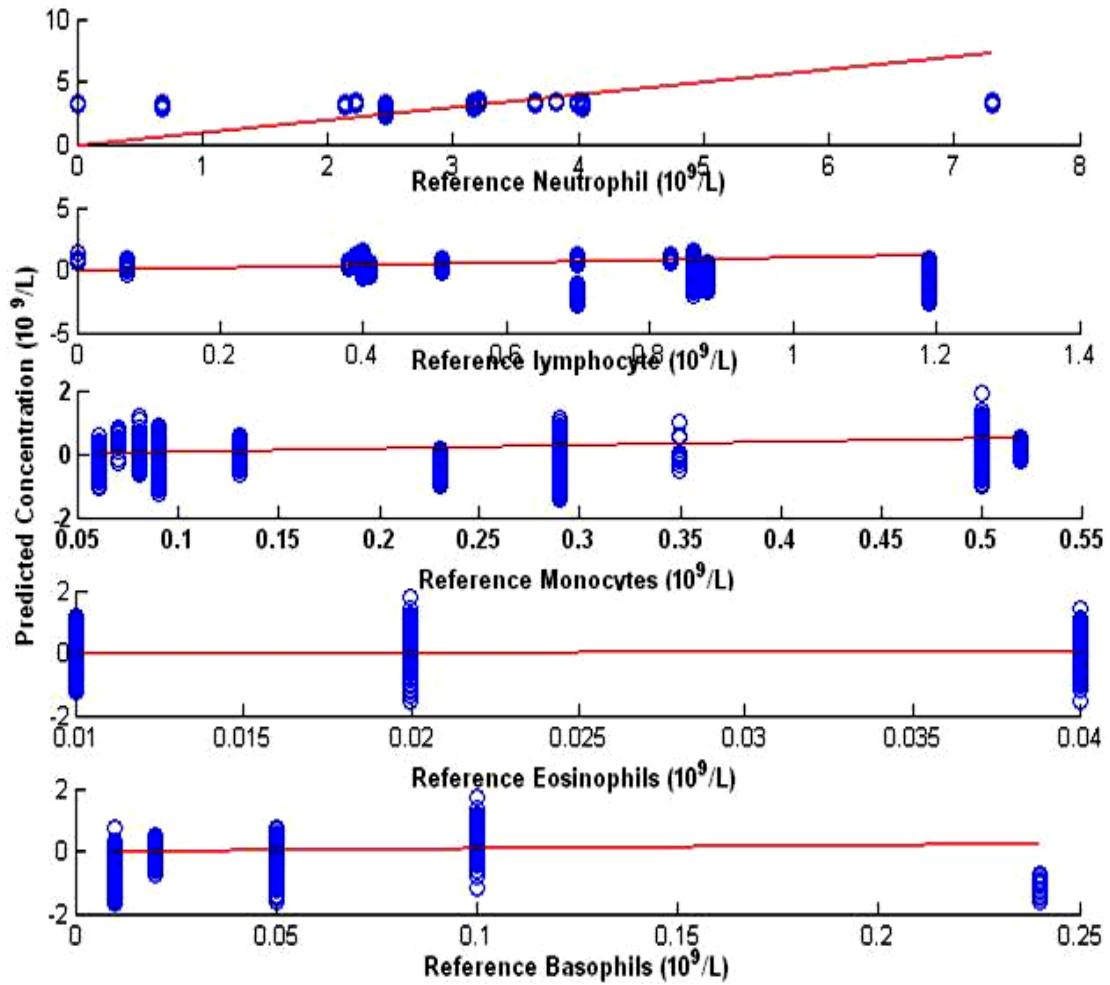 10
5
0
0 1 2 3 4 5 6 7 8
Reference Neutrophil (10⁹/L)
5
0
-5
0 0.2 0.4 0.6 0.8 1 1.2 1.4
Reference lymphocyte (10⁹/L)
Predicted Concentration (10⁹/L)
2
0
-2
0.05 0.1 0.15 0.2 0.25 0.3 0.35 0.4 0.45 0.5 0.55
Reference Monocytes (10⁹/L)
2
0
-2
0.01 0.015 0.02 0.025 0.03 0.035 0.04
Reference Eosinophils (10⁹/L)
2
0
-2
0 0.05 0.1 0.15 0.2 0.25
Reference Basophils (10⁹/L)